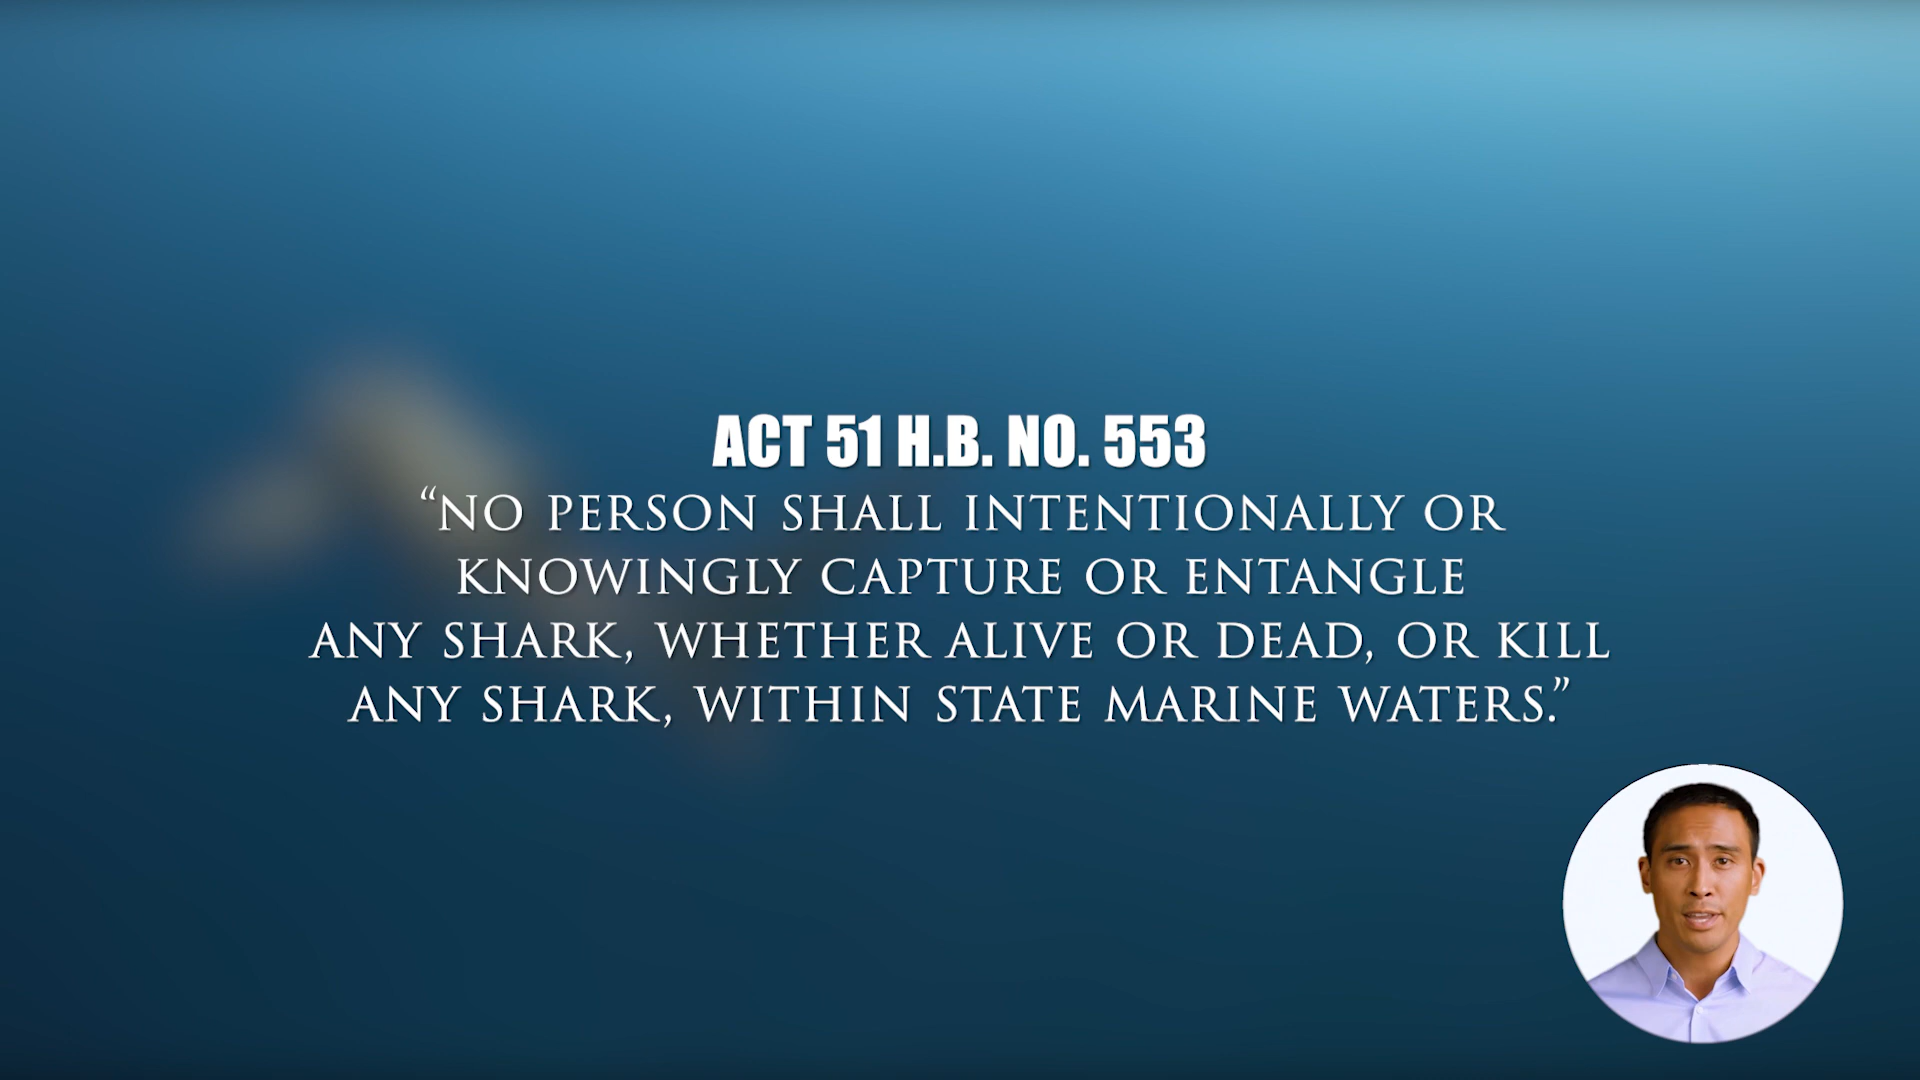 ACT 51 H.B. NO. 553
“NO PERSON SHALL INTENTIONALLY OR
KNOWINGLY CAPTURE OR ENTANGLE
ANY SHARK, WHETHER ALIVE OR DEAD, OR KILL
ANY SHARK, WITHIN STATE MARINE WATERS.”